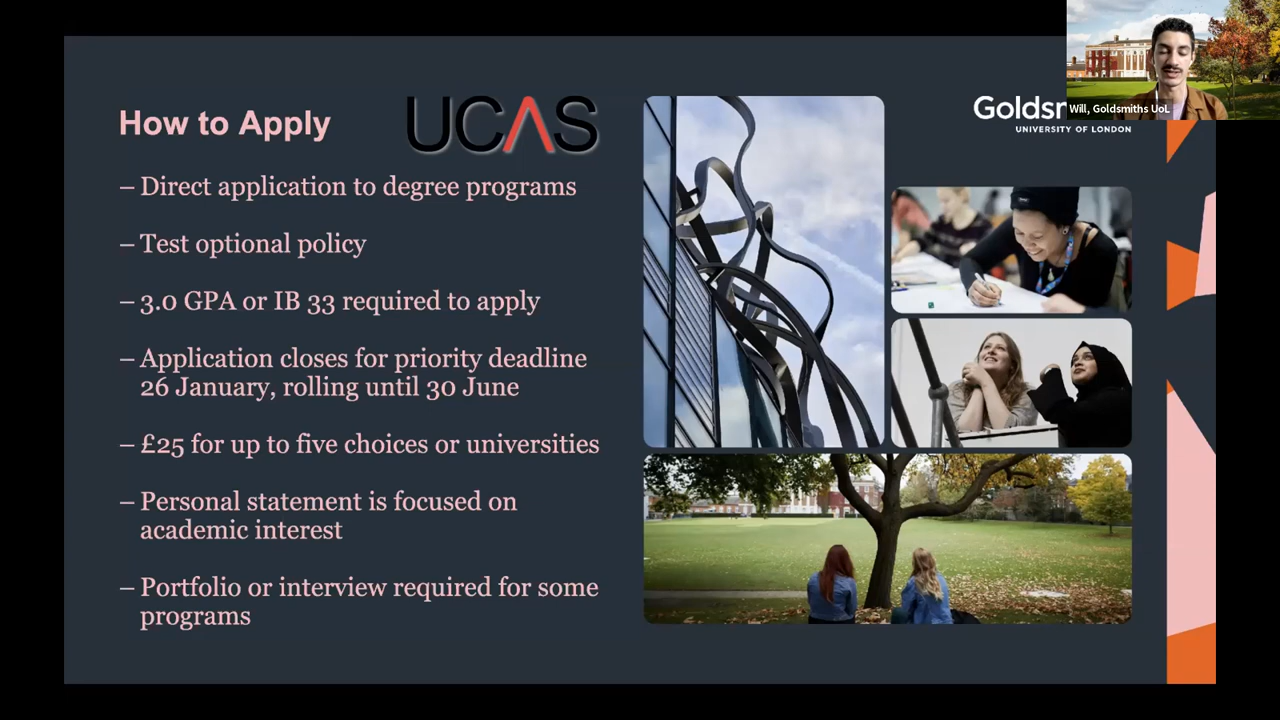 How to Apply
UCAS
– Direct application to degree programs
– Test optional policy
– 3.0 GPA or IB 33 required to apply
– Application closes for priority deadline
26 January, rolling until 30 June
– £25 for up to five choices or universities
– Personal statement is focused on
academic interest
– Portfolio or interview required for some
programs
UNIVERSITY OF LONDON
Will, Goldsmiths UoL